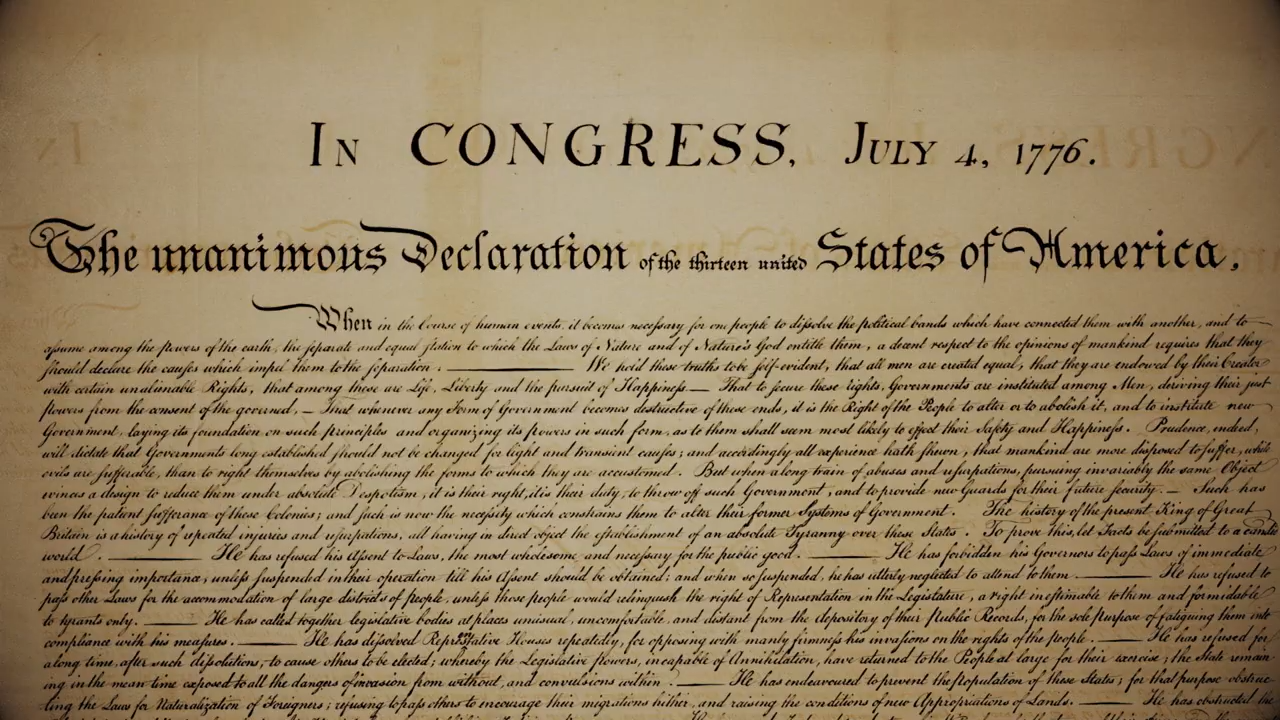 IN CONGRESS, JULY 4, 1776.
The unanimous Declaration of the thirteen united States of America,
When in the Course of human events, it becomes necessary for one people to dissolve the political bands which have connected them with another, and to
assume among the powers of the earth, the separate and equal station to which the Laws of Nature and of Nature's God entitle them, a decent respect to the opinions of mankind requires that they
should declare the causes which impel them to the separation. We hold these truths to be self-evident, that all men are created equal, that they are endowed by their Creator
with certain unalienable Rights, that among these are Life, Liberty and the pursuit of Happiness — That to secure these rights, Governments are instituted among Men, deriving their just
powers from the consent of the governed, — That whenever any Form of Government becomes destructive of these ends, it is the Right of the People to alter or to abolish it, and to institute new
Government, laying its foundation on such principles and organizing its powers in such form, as to them shall seem most likely to effect their Safety and Happiness. Prudence, indeed,
will dictate that Governments long established should not be changed for light and transient causes; and accordingly all experience hath shewn, that mankind are more disposed to suffer, while
evils are sufferable, than to right themselves by abolishing the forms to which they are accustomed. But when a long train of abuses and usurpations, pursuing invariably the same Object
evinces a design to reduce them under absolute Despotism, it is their right, it is their duty, to throw off such Government, and to provide new Guards for their future security. — Such has
been the patient sufferance of these Colonies; and such is now the necessity which constrains them to alter their former Systems of Government. The history of the present King of Great
Britain is a history of repeated injuries and usurpations, all having in direct object the establishment of an absolute Tyranny over these States. To prove this, let Facts be submitted to a candid
world. He has refused his Assent to Laws, the most wholesome and necessary for the public good. He has forbidden his Governors to pass Laws of immediate
and pressing importance, unless suspended in their operation till his Assent should be obtained; and when so suspended, he has utterly neglected to attend to them. He has refused to
pass other Laws for the accommodation of large districts of people, unless those people would relinquish the right of Representation in the Legislature, a right inestimable to them and formidable
to tyrants only. He has called together legislative bodies at places unusual, uncomfortable, and distant from the depository of their Public Records, for the sole purpose of fatiguing them into
compliance with his measures. He has dissolved Representative Houses repeatedly, for opposing with manly firmness his invasions on the rights of the people. He has refused for
a long time, after such dissolutions, to cause others to be elected; whereby the Legislative powers, incapable of Annihilation, have returned to the People at large for their exercise; the State remain
ing in the mean time exposed to all the dangers of invasion from without, and convulsions within. He has endeavoured to prevent the population of these States; for that purpose obstruc
ting the Laws for Naturalization of Foreigners; refusing to pass others to encourage their migrations hither, and raising the conditions of new Appropriations of Lands. He has obstructed the